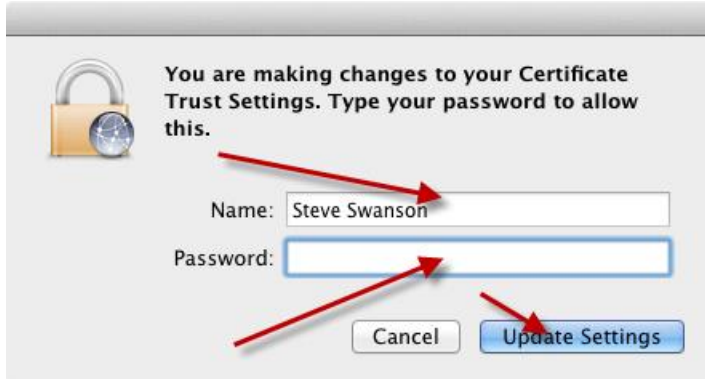 You are making changes to your Certificate
Trust Settings. Type your password to allow
this.
Name: Steve Swanson
Password:
Cancel Update Settings